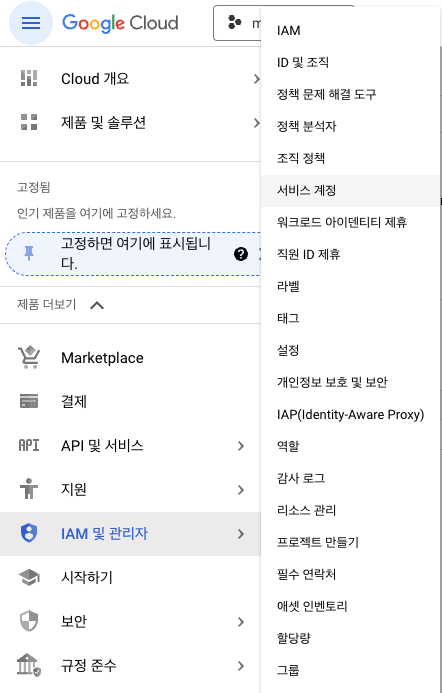 Google Cloud
m
Cloud 개요
제품 및 솔루션
고정됨
인기 제품을 여기에 고정하세요.
고정하면 여기에 표시됩니
다.
제품 더보기
Marketplace
결제
API
API 및 서비스
지원
IAM 및 관리자
시작하기
보안
규정 준수
IAM
ID 및 조직
정책 문제 해결 도구
정책 분석자
조직 정책
서비스 계정
워크로드 아이덴티티 제휴
직원 ID 제휴
라벨
태그
설정
개인정보 보호 및 보안
IAP(Identity-Aware Proxy)
역할
감사 로그
리소스 관리
프로젝트 만들기
필수 연락처
애셋 인벤토리
할당량
그룹